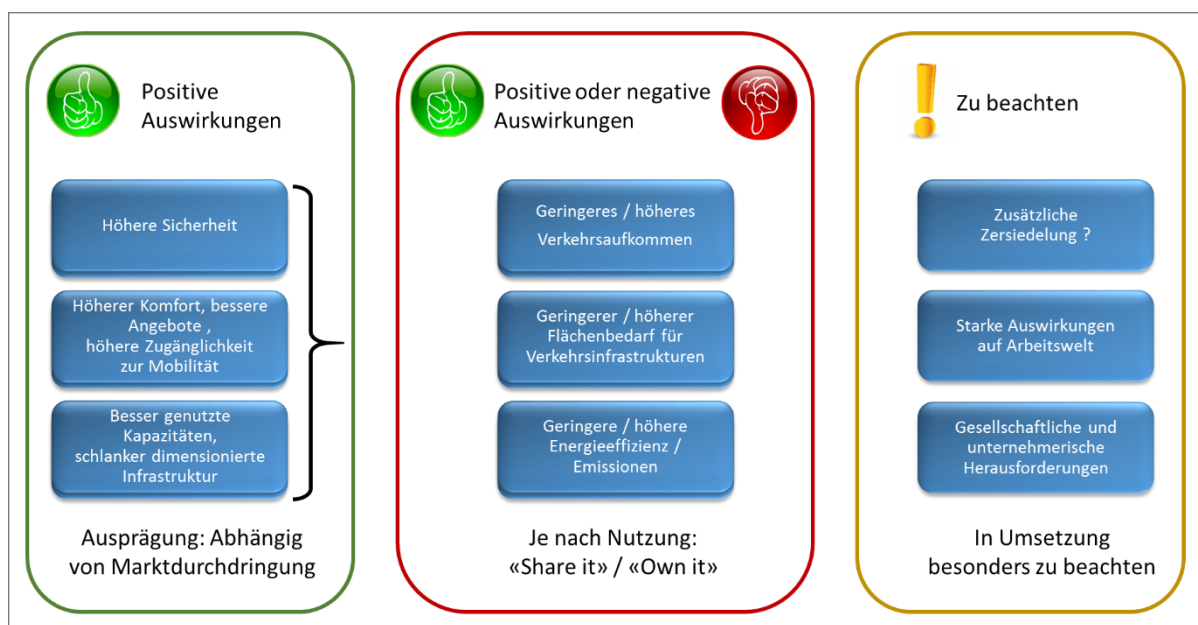 Positive
Auswirkungen
Höhere Sicherheit
Höherer Komfort, bessere
Angebote ,
höhere Zugänglichkeit
zur Mobilität
Besser genutzte
Kapazitäten,
schlanker dimensionierte
Infrastruktur
Ausprägung: Abhängig
von Marktdurchdringung
Positive oder negative
Auswirkungen
Geringeres / höheres
Verkehrsaufkommen
Geringerer / höherer
Flächenbedarf für
Verkehrsinfrastrukturen
Geringere / höhere
Energieeffizienz /
Emissionen
Je nach Nutzung:
«Share it» / «Own it»
Zu beachten
Zusätzliche
Zersiedelung ?
Starke Auswirkungen
auf Arbeitswelt
Gesellschaftliche und
unternehmerische
Herausforderungen
In Umsetzung
besonders zu beachten